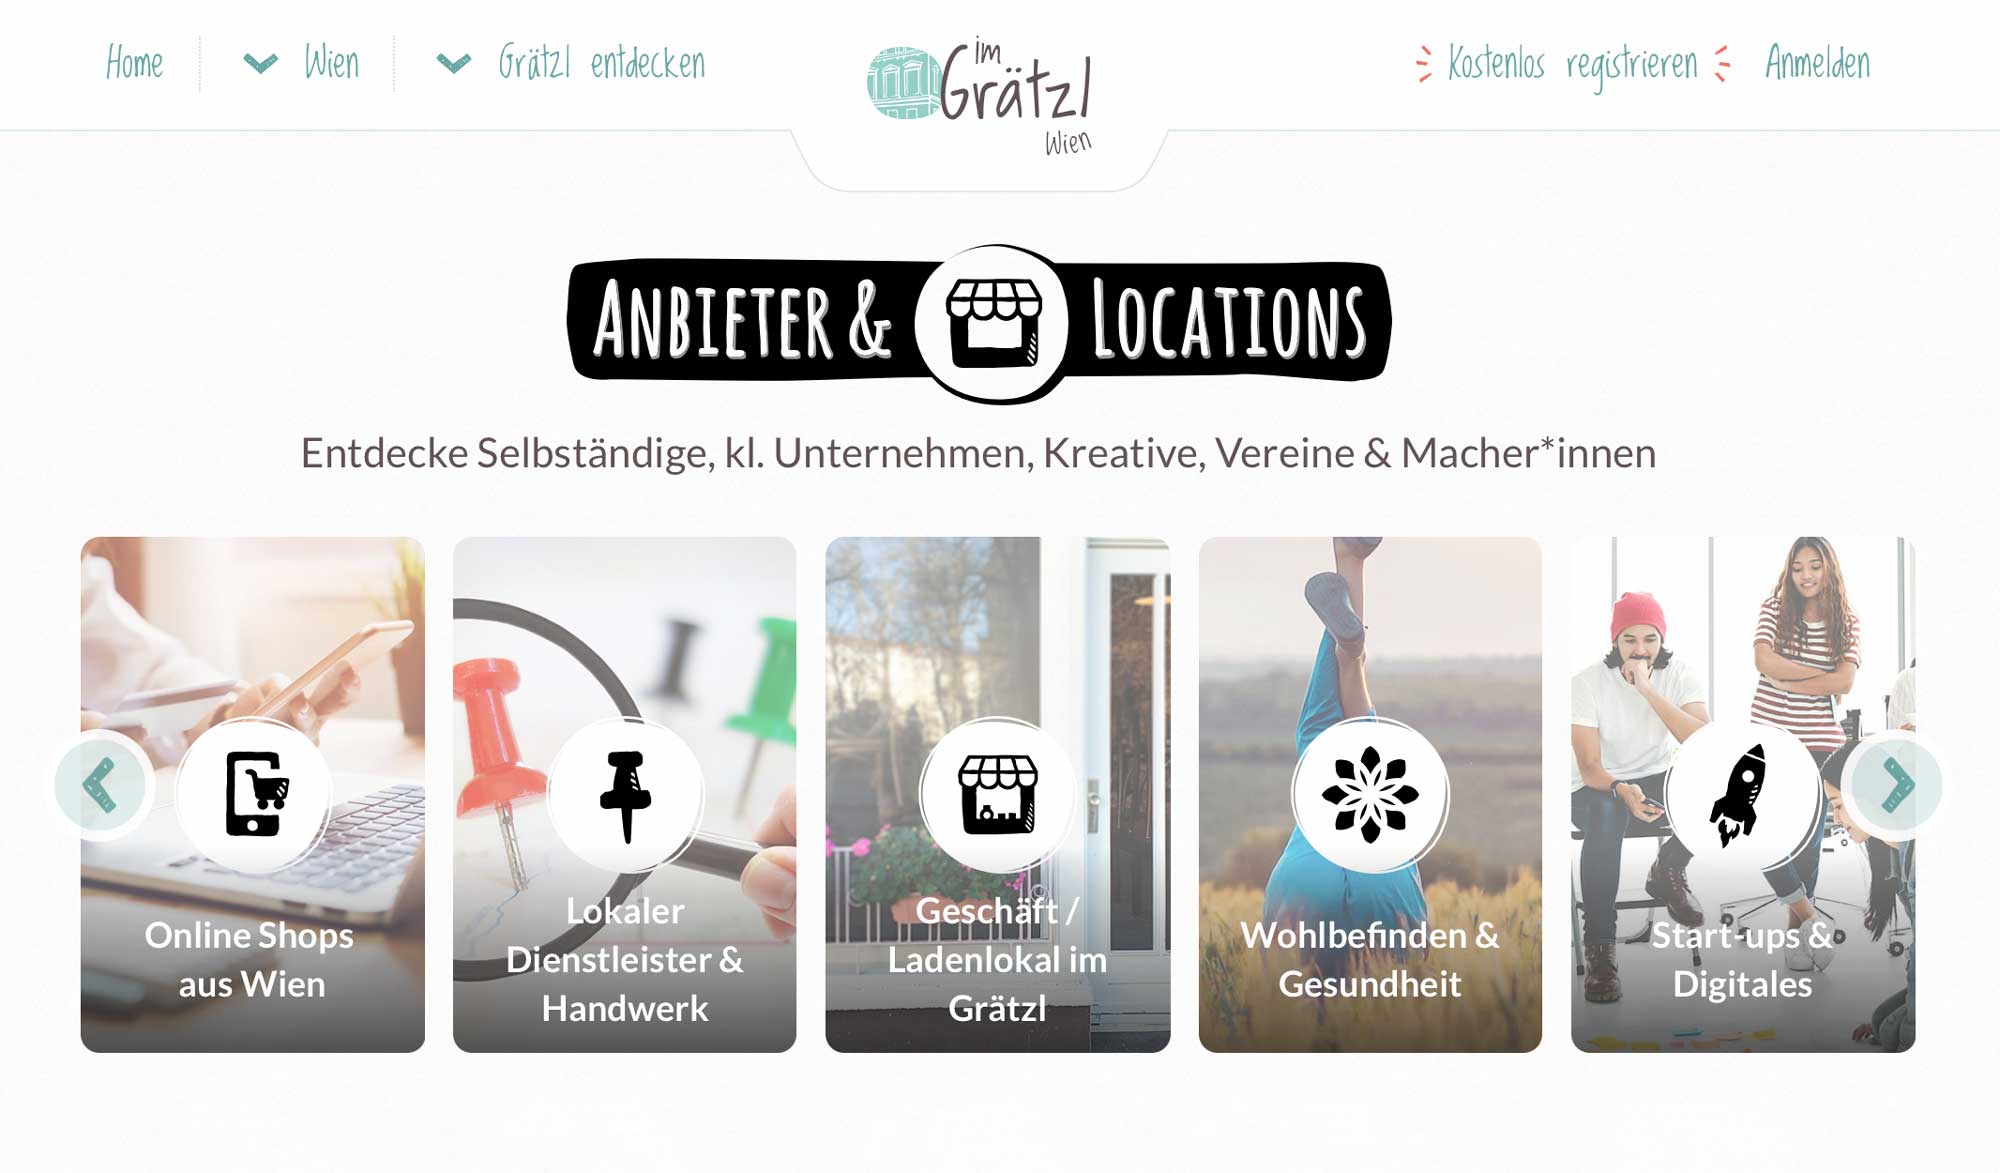 Home
Wien
Grätzl entdecken
im
Grätzl
Wien
Kostenlos registrieren
Anmelden
ANBIETER & LOCATIONS
Entdecke Selbständige, kl. Unternehmen, Kreative, Vereine & Macher*innen
Online Shops
aus Wien
Lokaler
Dienstleister &
Handwerk
Geschäft /
Ladenlokal im
Grätzl
Wohlbefinden &
Gesundheit
Start-ups &
Digitales